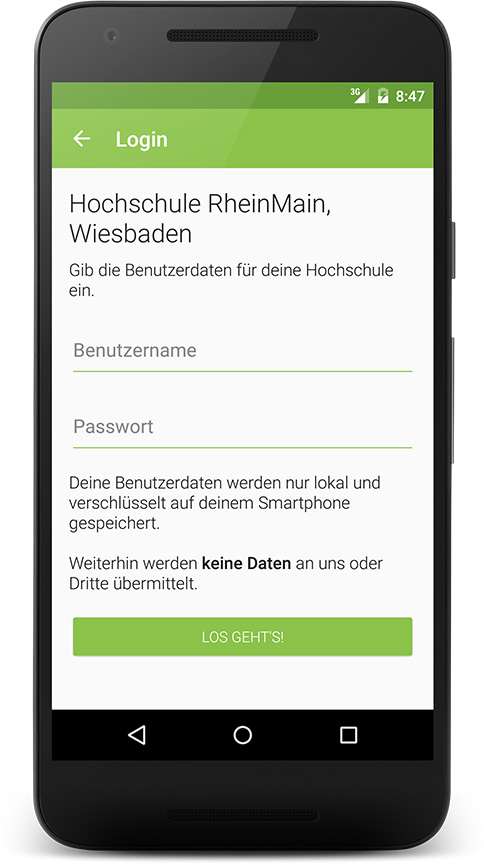 3G 8:47
Login
Hochschule RheinMain,
Wiesbaden
Gib die Benutzerdaten für deine Hochschule
ein.
Benutzername
Passwort
Deine Benutzerdaten werden nur lokal und
verschlüsselt auf deinem Smartphone
gespeichert.
Weiterhin werden keine Daten an uns oder
Dritte übermittelt.
LOS GEHT'S!